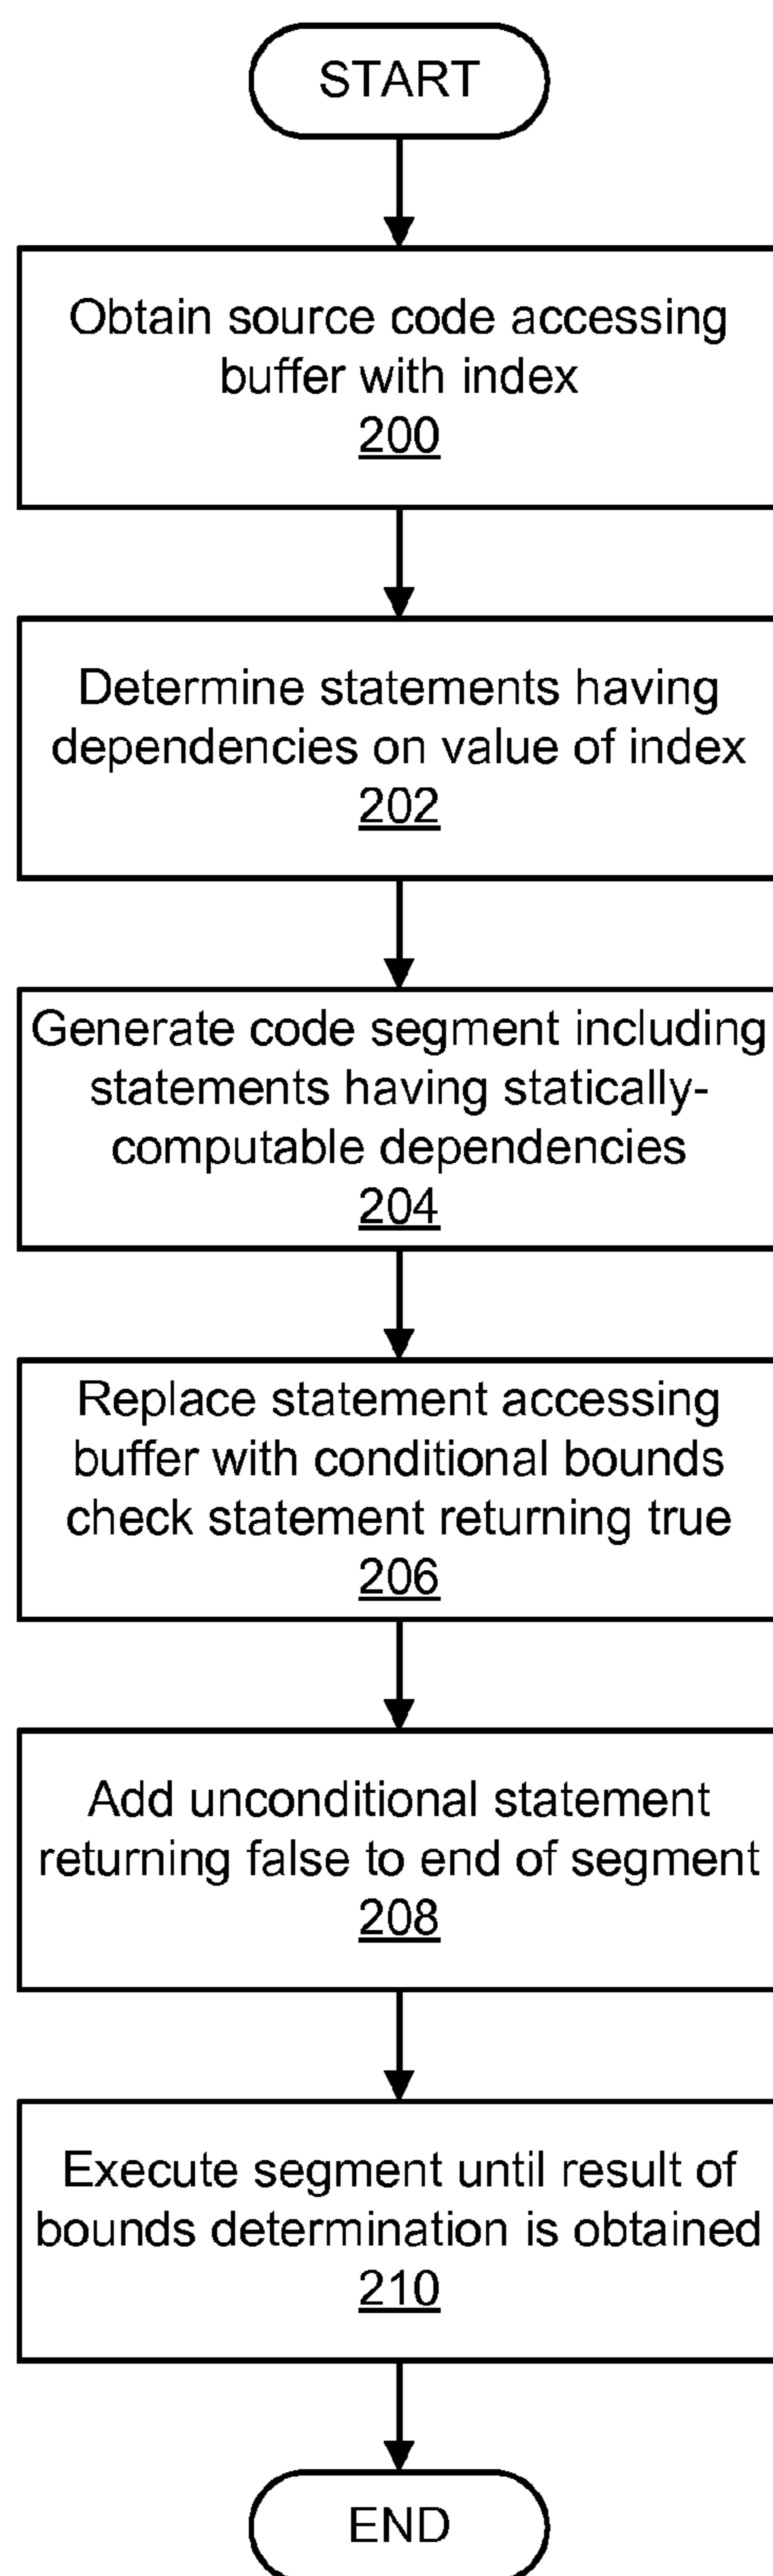 START
Obtain source code accessing
buffer with index
200
Determine statements having
dependencies on value of index
202
Generate code segment including
statements having statically-
computable dependencies
204
Replace statement accessing
buffer with conditional bounds
check statement returning true
206
Add unconditional statement
returning false to end of segment
208
Execute segment until result of
bounds determination is obtained
210
END